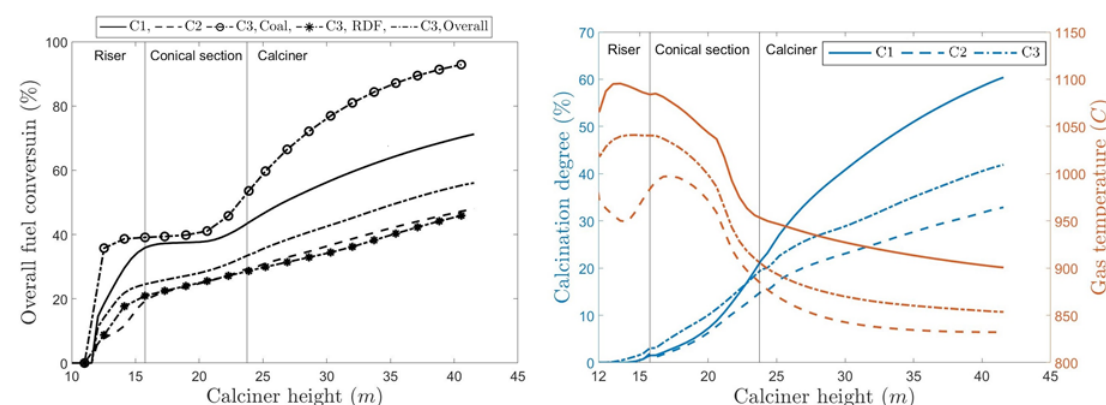 C1, C2 C3, Coal, C3, RDF, C3, Overall
Riser Conical section Calciner
Overall fuel conversuin (%)
100
80
60
40
20
0
10 15 20 25 30 35 40 45
Calciner height (m)
Riser Conical section Calciner
C1 C2 C3
Calcination degree (%)
70
60
50
40
30
20
10
0
1150
1100
1050
1000
950
900
850
800
Gas temperature (C)
12 15 20 25 30 35 40 45
Calciner height (m)